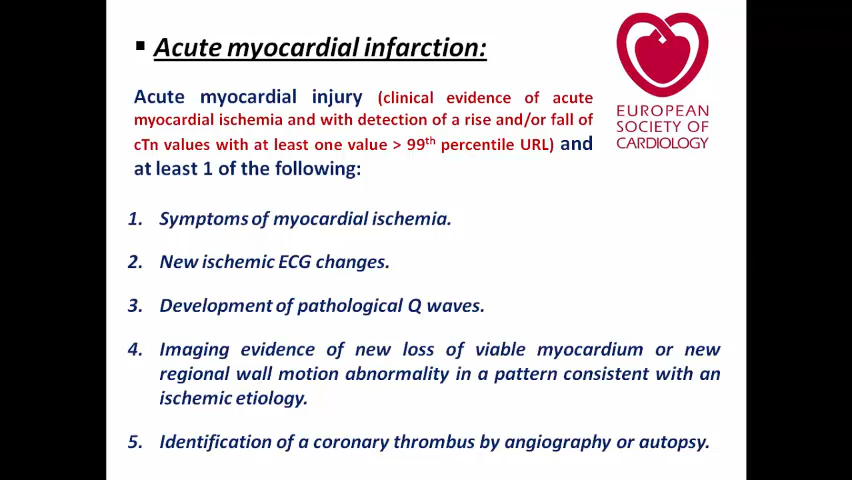 ▪ Acute myocardial infarction:
EUROPEAN
SOCIETY OF
CARDIOLOGY
Acute myocardial injury (clinical evidence of acute
myocardial ischemia and with detection of a rise and/or fall of
cTn values with at least one value > 99th percentile URL) and
at least 1 of the following:
1. Symptoms of myocardial ischemia.
2. New ischemic ECG changes.
3. Development of pathological Q waves.
4. Imaging evidence of new loss of viable myocardium or new
regional wall motion abnormality in a pattern consistent with an
ischemic etiology.
5. Identification of a coronary thrombus by angiography or autopsy.